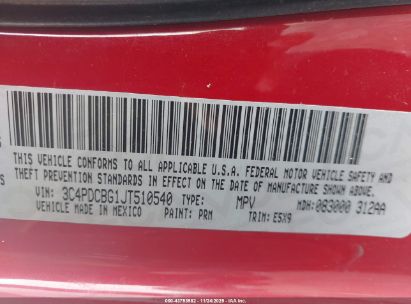 THIS VEHICLE CONFORMS TO ALL APPLICABLE U.S.A. FEDERAL MOTOR VEHICLE SAFETY AND
THEFT PREVENTION STANDARDS IN EFFECT ON THE DATE OF MANUFACTURE SHOWN ABOVE.
VIN: 3C4PDCBG1JT510540 TYPE: MPV MDH: 083000 312AA
VEHICLE MADE IN MEXICO PAINT: PRM TRIM: E5X9